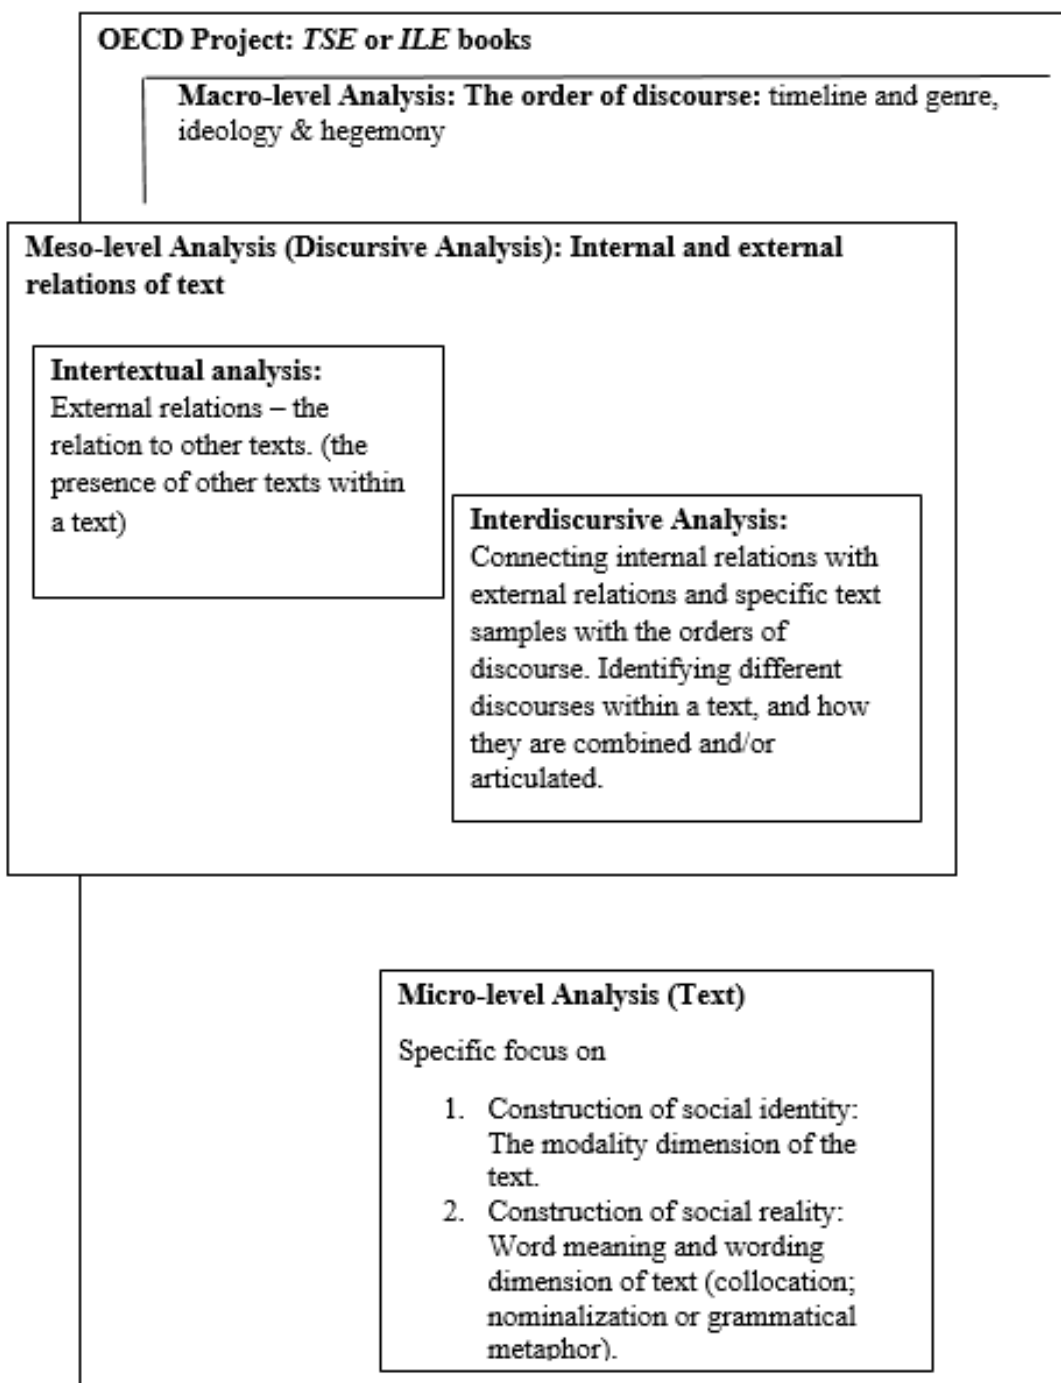 OECD Project: TSE or ILE books
Macro-level Analysis: The order of discourse: timeline and genre,
ideology & hegemony
Meso-level Analysis (Discursive Analysis): Internal and external
relations of text
Intertextual analysis:
External relations – the
relation to other texts. (the
presence of other texts within
a text)
Interdiscursive Analysis:
Connecting internal relations with
external relations and specific text
samples with the orders of
discourse. Identifying different
discourses within a text, and how
they are combined and/or
articulated.
Micro-level Analysis (Text)
Specific focus on
1. Construction of social identity:
The modality dimension of the
text.
2. Construction of social reality:
Word meaning and wording
dimension of text (collocation;
nominalization or grammatical
metaphor).